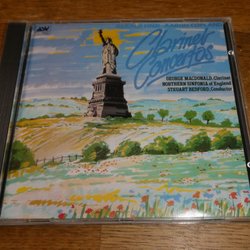 Clarinet
Concertos
GEORGE MACDONALD, Clarinet
NORTHERN SINFONIA of ENGLAND
STEUART BEDFORD, Conductor